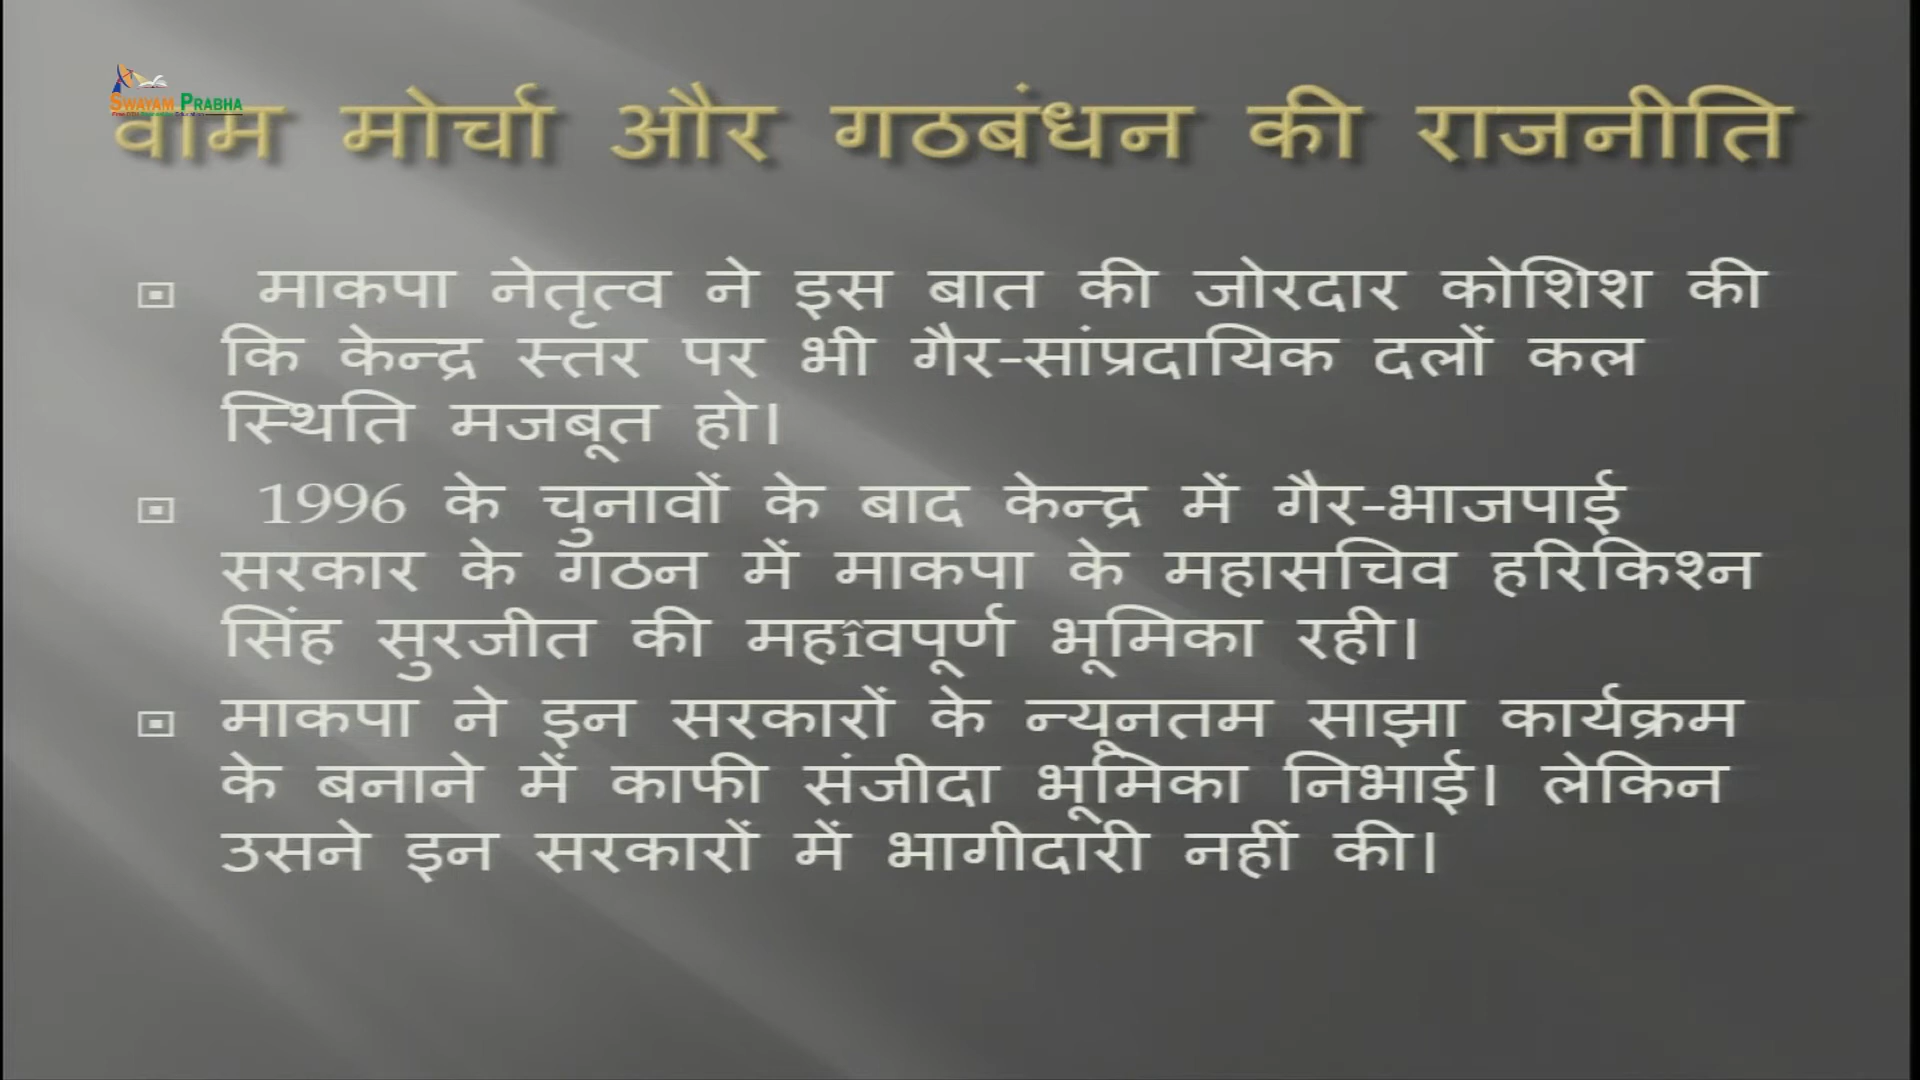 SWAYAM PRABHA
वाम मोर्चा और गठबंधन की राजनीति
माकपा नेतृत्व ने इस बात की जोरदार कोशिश की
कि केन्द्र स्तर पर भी गैर-सांप्रदायिक दलों कल
स्थिति मजबूत हो।
1996 के चुनावों के बाद केन्द्र में गैर-भाजपाई
सरकार के गठन में माकपा के महासचिव हरिकिश्न
सिंह सुरजीत की महîवपूर्ण भूमिका रही।
माकपा ने इन सरकारों के न्यूनतम साझा कार्यक्रम
के बनाने में काफी संजीदा भूमिका निभाई। लेकिन
उसने इन सरकारों में भागीदारी नहीं की।